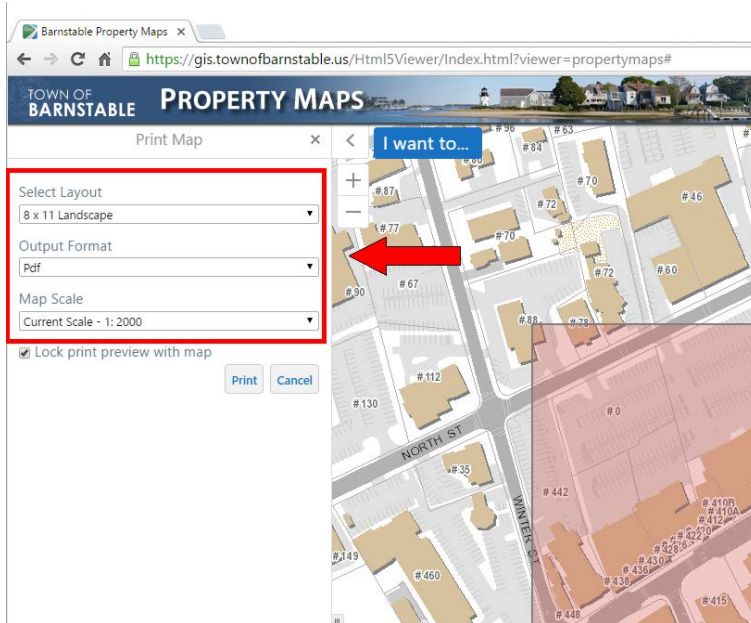 Barnstable Property Maps ×
https://gis.townofbarnstable.us/Html5Viewer/Index.html?viewer=propertymaps#
TOWN OF
BARNSTABLE
PROPERTY MAPS
Print Map ×
I want to...
Select Layout
8 x 11 Landscape
Output Format
Pdf
Map Scale
Current Scale - 1: 2000
Lock print preview with map
Print Cancel
+
−
# 96
# 63
# 84
# 87
# 70
# 46
# 72
# 77
# 70
# 72
# 60
# 67
# 90
# 88
# 78
# 112
# 130
# 0
NORTH ST
# 35
WINTER ST
# 442
# 410B
# 410A
# 412
# 422
# 430
# 436
# 438
# 149
# 460
# 415
# 448